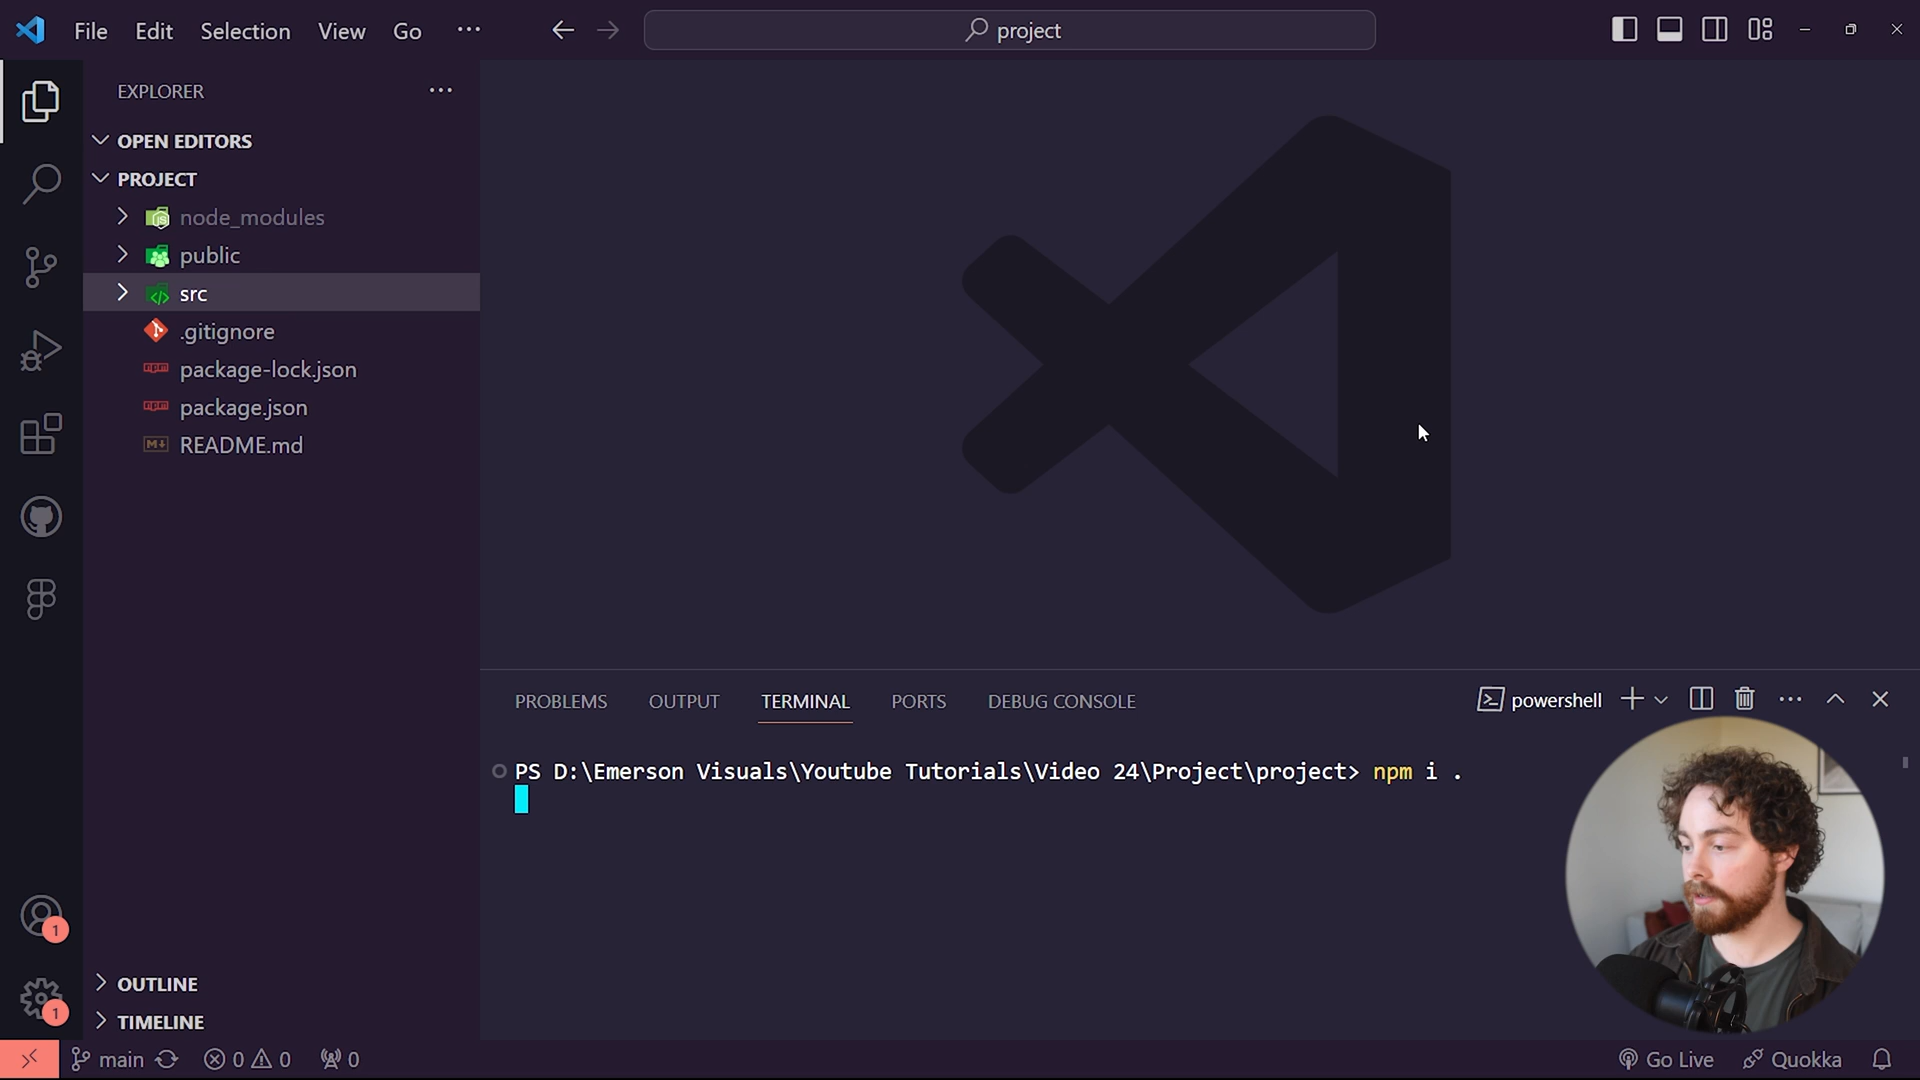 File Edit Selection View Go
project
EXPLORER
OPEN EDITORS
PROJECT
node_modules
public
src
.gitignore
package-lock.json
package.json
README.md
PROBLEMS OUTPUT TERMINAL PORTS DEBUG CONSOLE
powershell
PS D:\Emerson Visuals\Youtube Tutorials\Video 24\Project\project> npm i .
1
1
OUTLINE
TIMELINE
main 0 0 0
Go Live Quokka